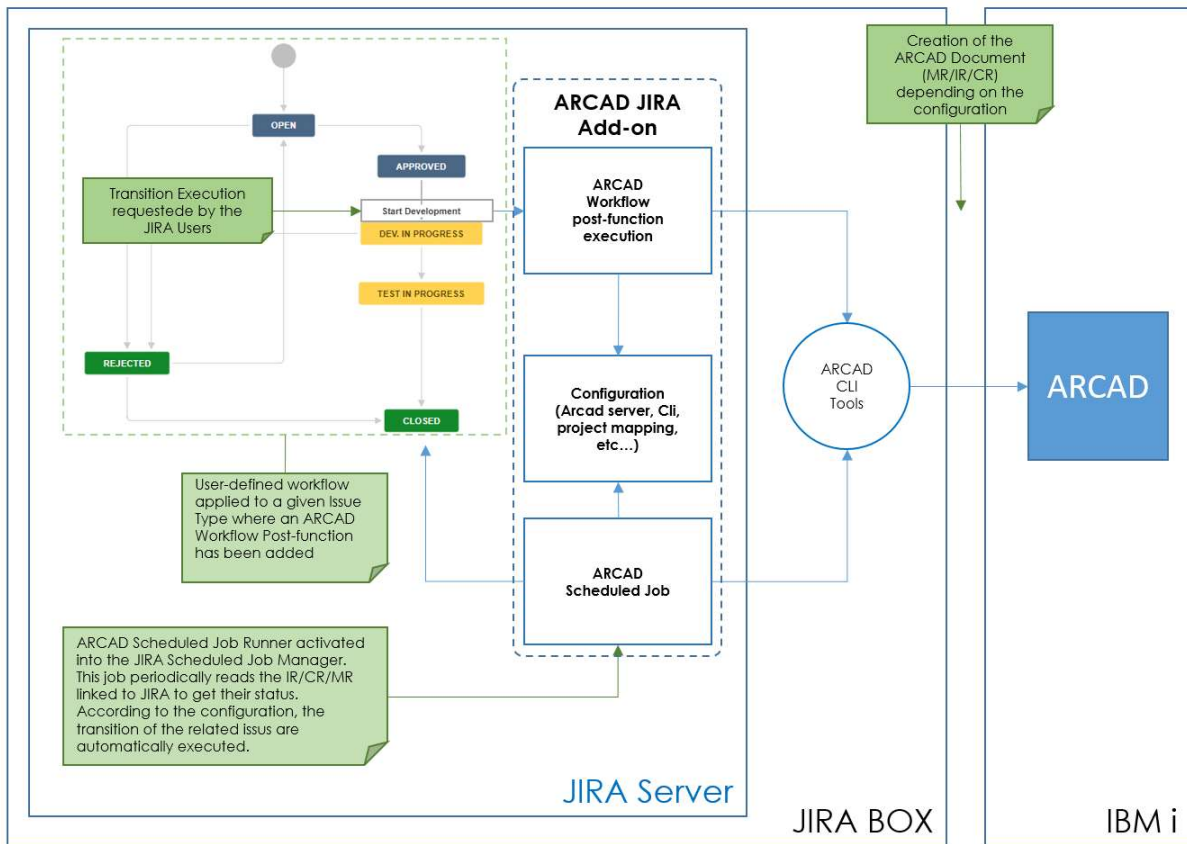 Creation of the
ARCAD Document
(MR/IR/CR)
depending on the
configuration
OPEN
APPROVED
Transition Execution
requestede by the
JIRA Users
Start Development
DEV. IN PROGRESS
TEST IN PROGRESS
REJECTED
CLOSED
ARCAD JIRA
Add-on
ARCAD
Workflow
post-function
execution
Configuration
(Arcad server, Cli,
project mapping,
etc…)
ARCAD
Scheduled Job
ARCAD
CLI
Tools
ARCAD
User-defined workflow
applied to a given Issue
Type where an ARCAD
Workflow Post-function
has been added
ARCAD Scheduled Job Runner activated
into the JIRA Scheduled Job Manager.
This job periodically reads the IR/CR/MR
linked to JIRA to get their status.
According to the configuration, the
transition of the related issus are
automatically executed.
JIRA Server
JIRA BOX
IBM i